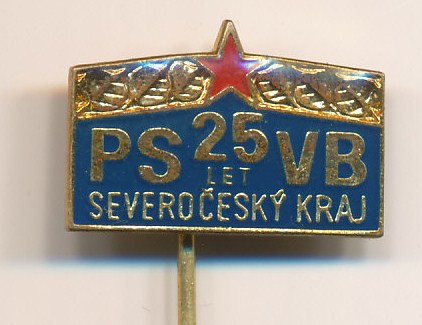 PS 25 VB
LET
SEVEROČESKÝ KRAJ